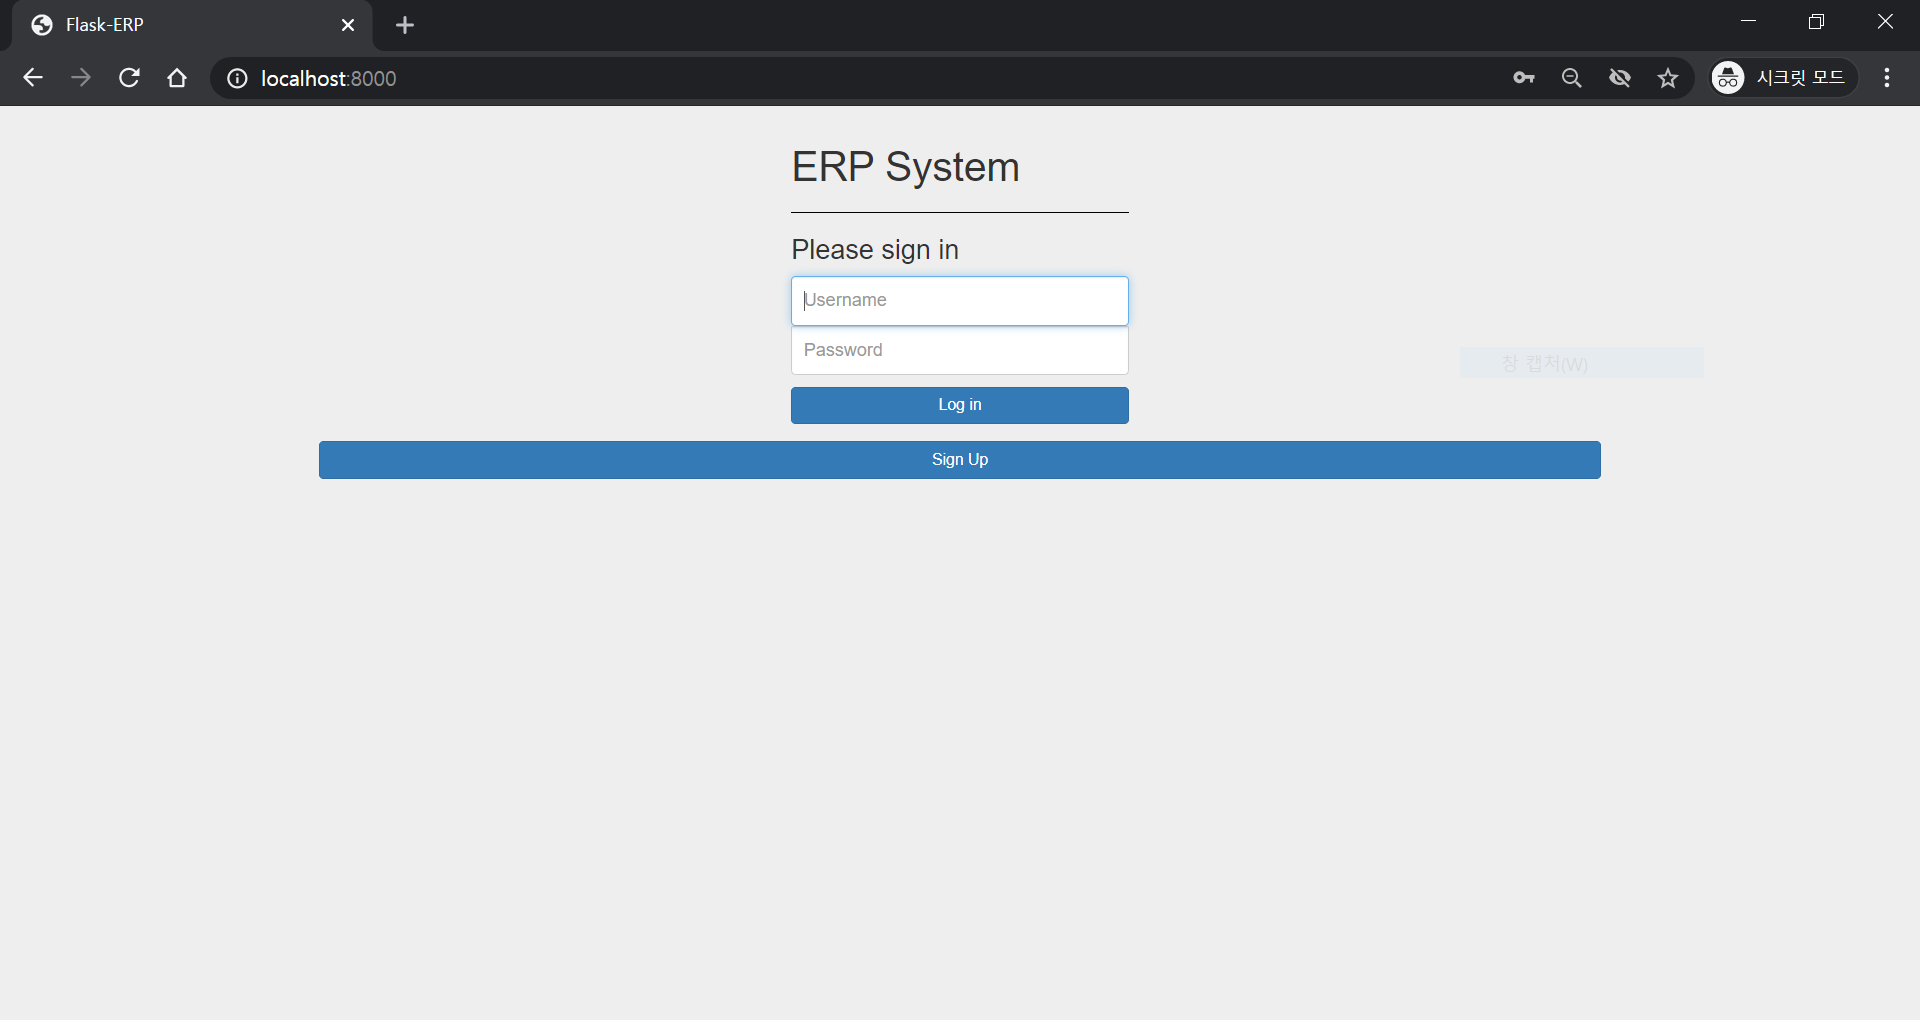 Flask-ERP
localhost:8000
시크릿 모드
ERP System
Please sign in
Username
Password
창 캡처(W)
Log in
Sign Up